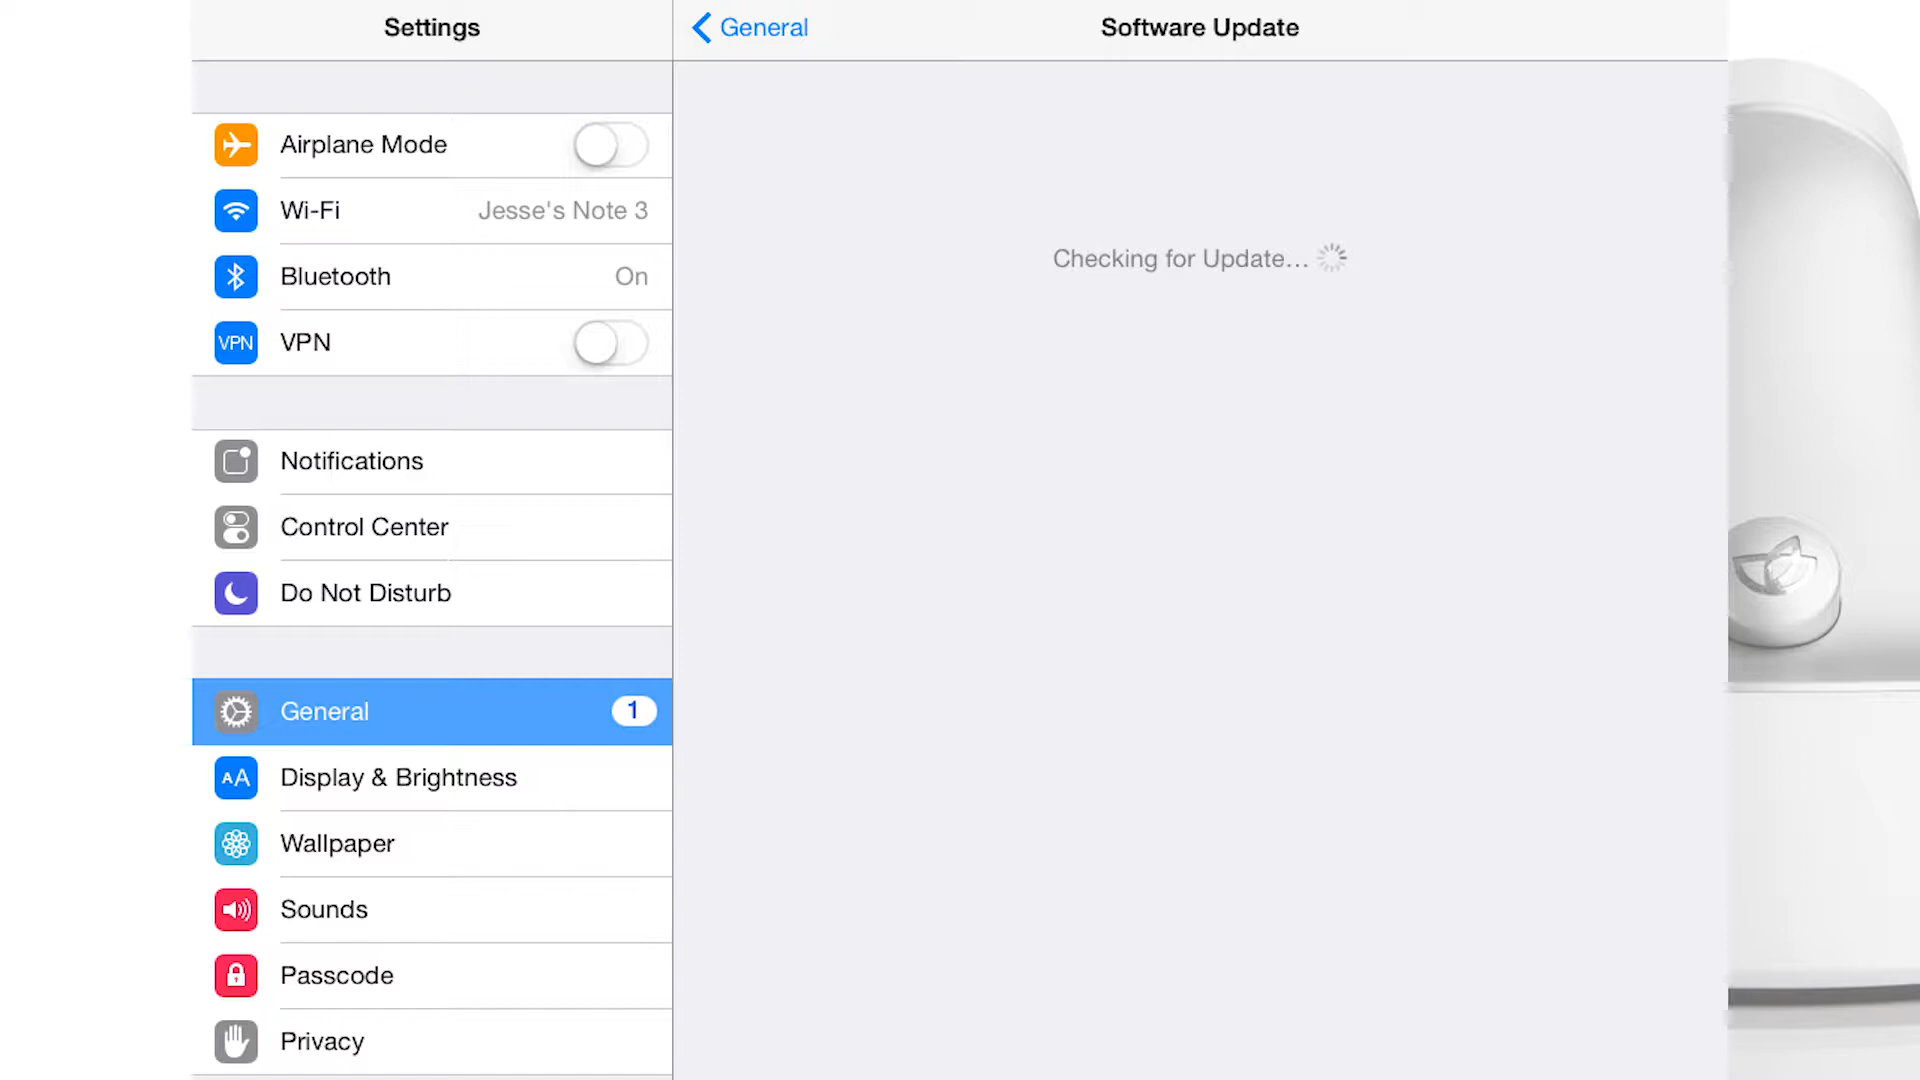 Settings
Airplane Mode
Wi-Fi Jesse's Note 3
Bluetooth On
VPN VPN
Notifications
Control Center
Do Not Disturb
General 1
AA Display & Brightness
Wallpaper
Sounds
Passcode
Privacy
General Software Update
Checking for Update...